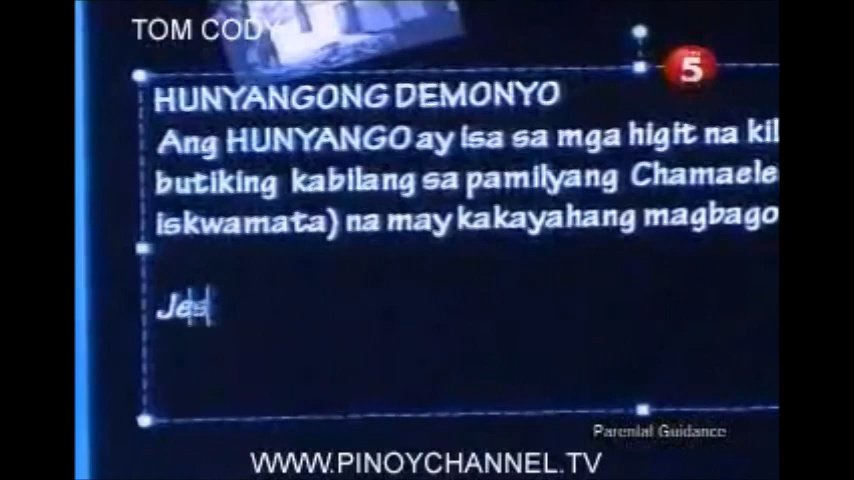 TOM CODY
5
HUNYANGONG DEMONYO
Ang HUNYANGO ay isa sa mga higit na kil
butiking kabilang sa pamilyang Chamaele
iskwamata) na may kakayahang magbago
Jes
Parental Guidance
WWW.PINOYCHANNEL.TV